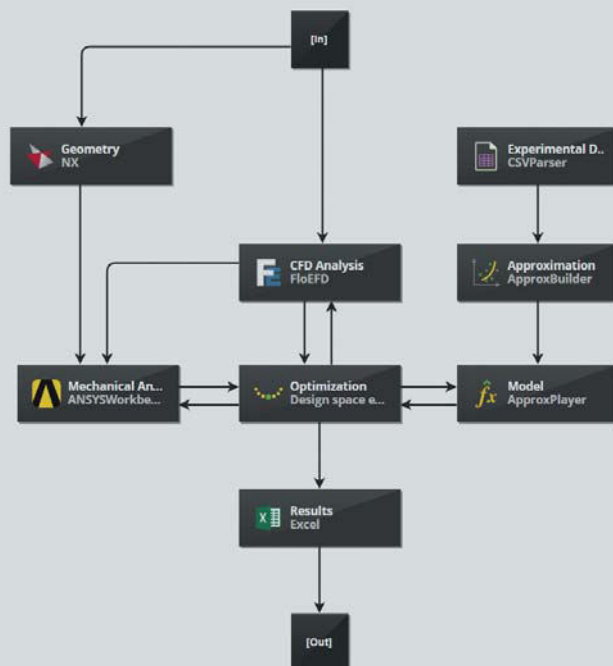 [In]
Geometry
NX
Experimental D..
CSVParser
CFD Analysis
FloEFD
Approximation
ApproxBuilder
Mechanical An...
ANSYSWorkbe...
Optimization
Design space e...
Model
ApproxPlayer
Results
Excel
[Out]